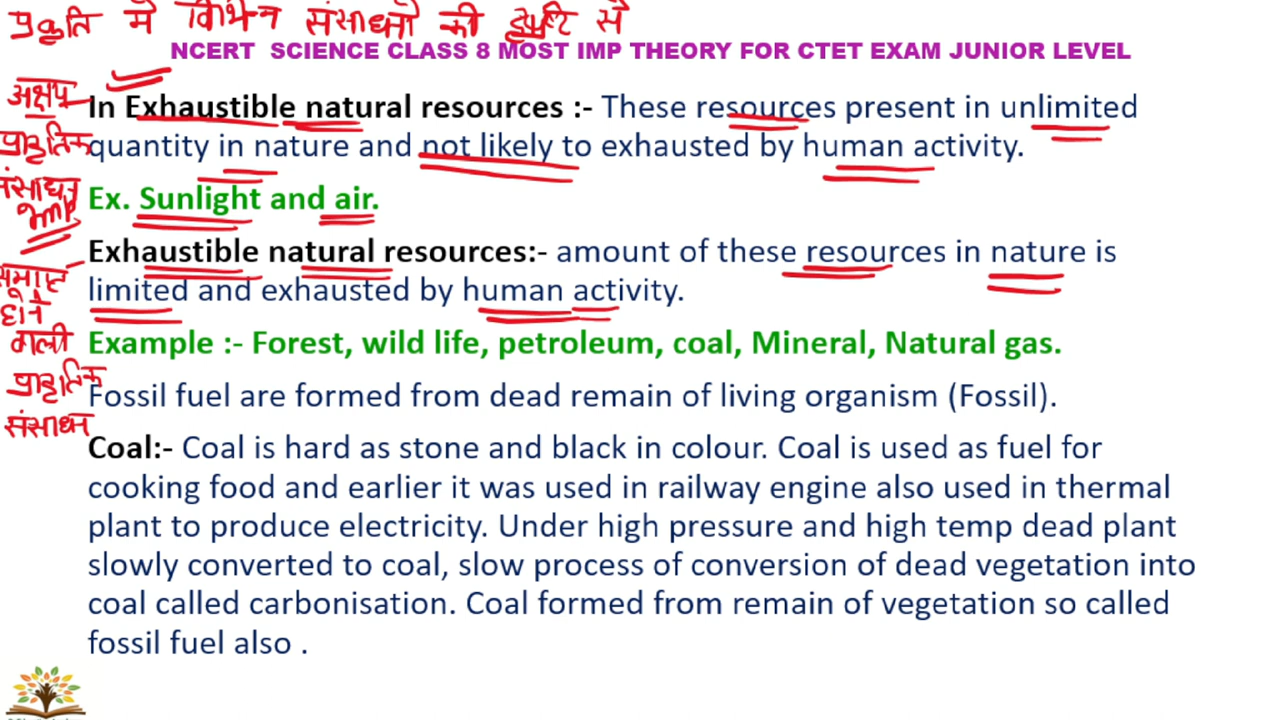 प्रकृति में विभिन्न संसाधनों की दृष्टि से
NCERT SCIENCE CLASS 8 MOST IMP THEORY FOR CTET EXAM JUNIOR LEVEL
अक्षय
In Exhaustible natural resources :- These resources present in unlimited
प्राकृतिक
quantity in nature and not likely to exhausted by human activity.
संसाधन
Ex. Sunlight and air.
Imp.
Exhaustible natural resources:- amount of these resources in nature is
समाप्त
limited and exhausted by human activity.
होने
वाली
Example :- Forest, wild life, petroleum, coal, Mineral, Natural gas.
प्राकृतिक
Fossil fuel are formed from dead remain of living organism (Fossil).
संसाधन
Coal:- Coal is hard as stone and black in colour. Coal is used as fuel for
cooking food and earlier it was used in railway engine also used in thermal
plant to produce electricity. Under high pressure and high temp dead plant
slowly converted to coal, slow process of conversion of dead vegetation into
coal called carbonisation. Coal formed from remain of vegetation so called
fossil fuel also .